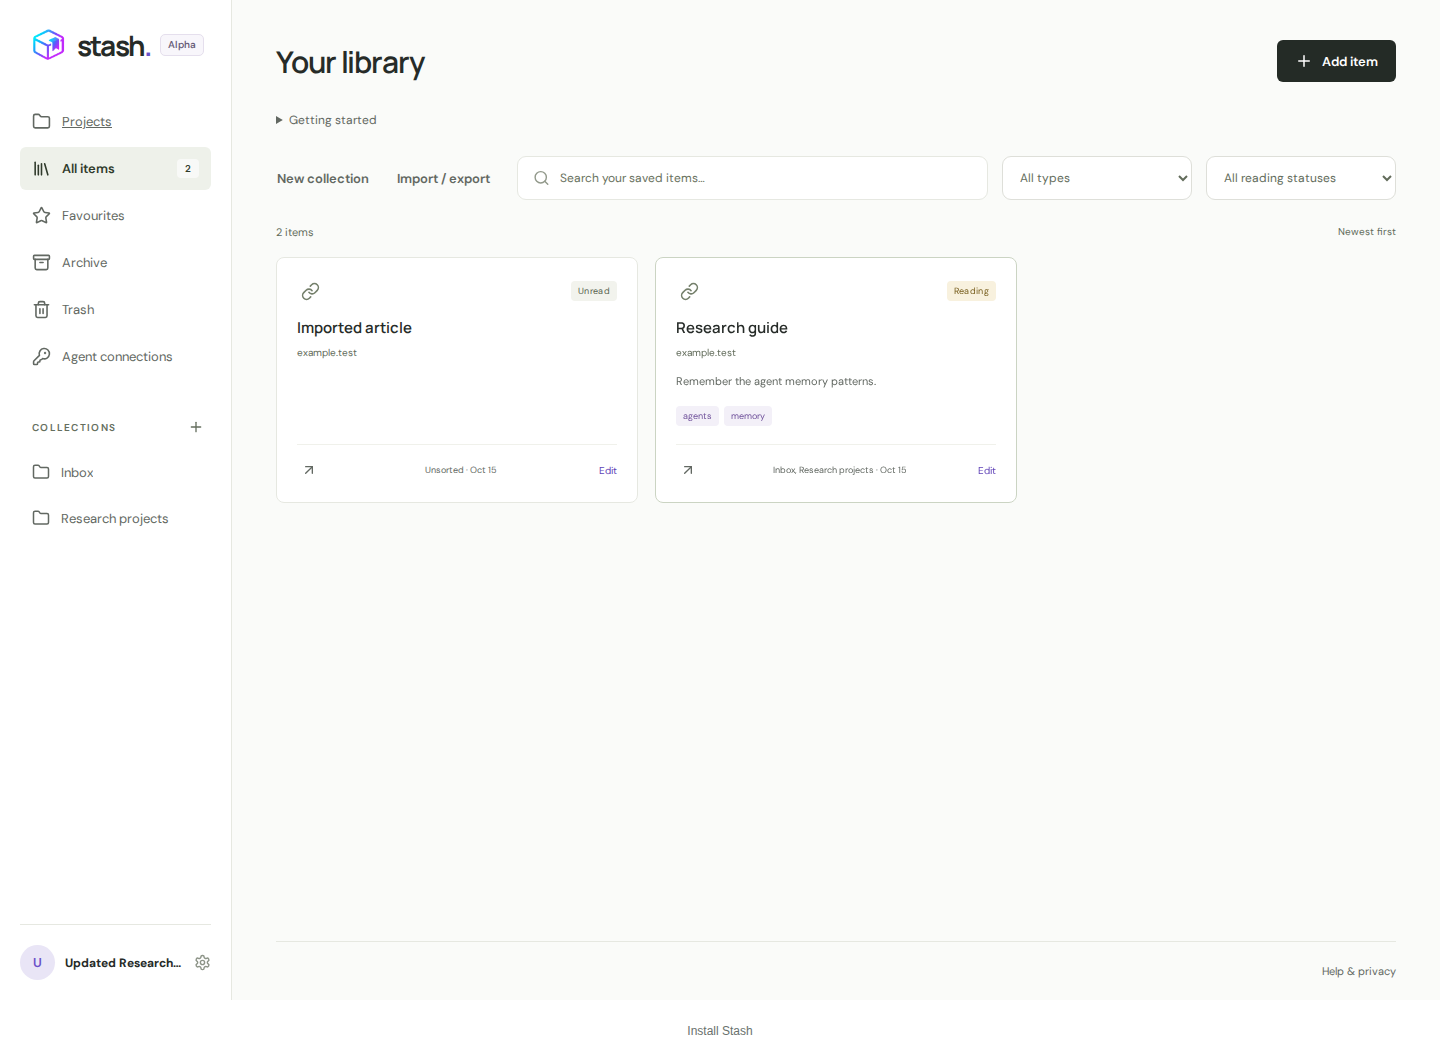 stash.
Alpha
Projects
All items
2
Favourites
Archive
Trash
Agent connections
COLLECTIONS
Inbox
Research projects
U
Updated Research...
Your library
Add item
Getting started
New collection
Import / export
Search your saved items...
All types
All reading statuses
2 items
Newest first
Unread
Imported article
example.test
Unsorted · Oct 15
Edit
Reading
Research guide
example.test
Remember the agent memory patterns.
agents
memory
Inbox, Research projects · Oct 15
Edit
Help & privacy
Install Stash